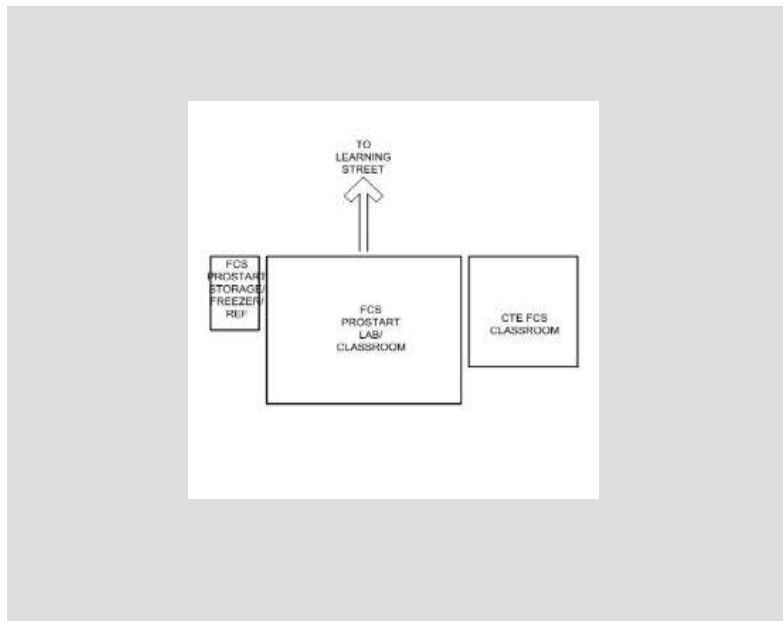 TO
LEARNING
STREET
FCS
PROSTART
STORAGE/
FREEZER/
REF
FCS
PROSTART
LAB/
CLASSROOM
CTE FCS
CLASSROOM